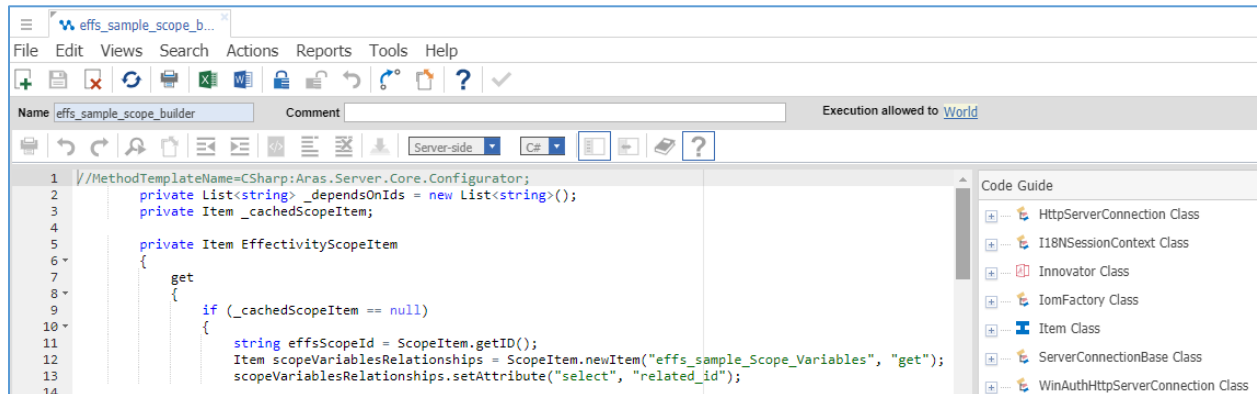 effs_sample_scope_b...
File Edit Views Search Actions Reports Tools Help
Name effs_sample_scope_builder Comment Execution allowed to World
Server-side C#
1 //MethodTemplateName=CSharp:Aras.Server.Core.Configurator;
2 private List<string> _dependsOnIds = new List<string>();
3 private Item _cachedScopeItem;
4
5 private Item EffectivityScopeItem
6 {
7 get
8 {
9 if (_cachedScopeItem == null)
10 {
11 string effsScopeId = ScopeItem.getID();
12 Item scopeVariablesRelationships = ScopeItem.newItem("effs_sample_Scope_Variables", "get");
13 scopeVariablesRelationships.setAttribute("select", "related_id");
14
Code Guide
HttpServerConnection Class
I18NSessionContext Class
Innovator Class
IomFactory Class
Item Class
ServerConnectionBase Class
WinAuthHttpServerConnection Class